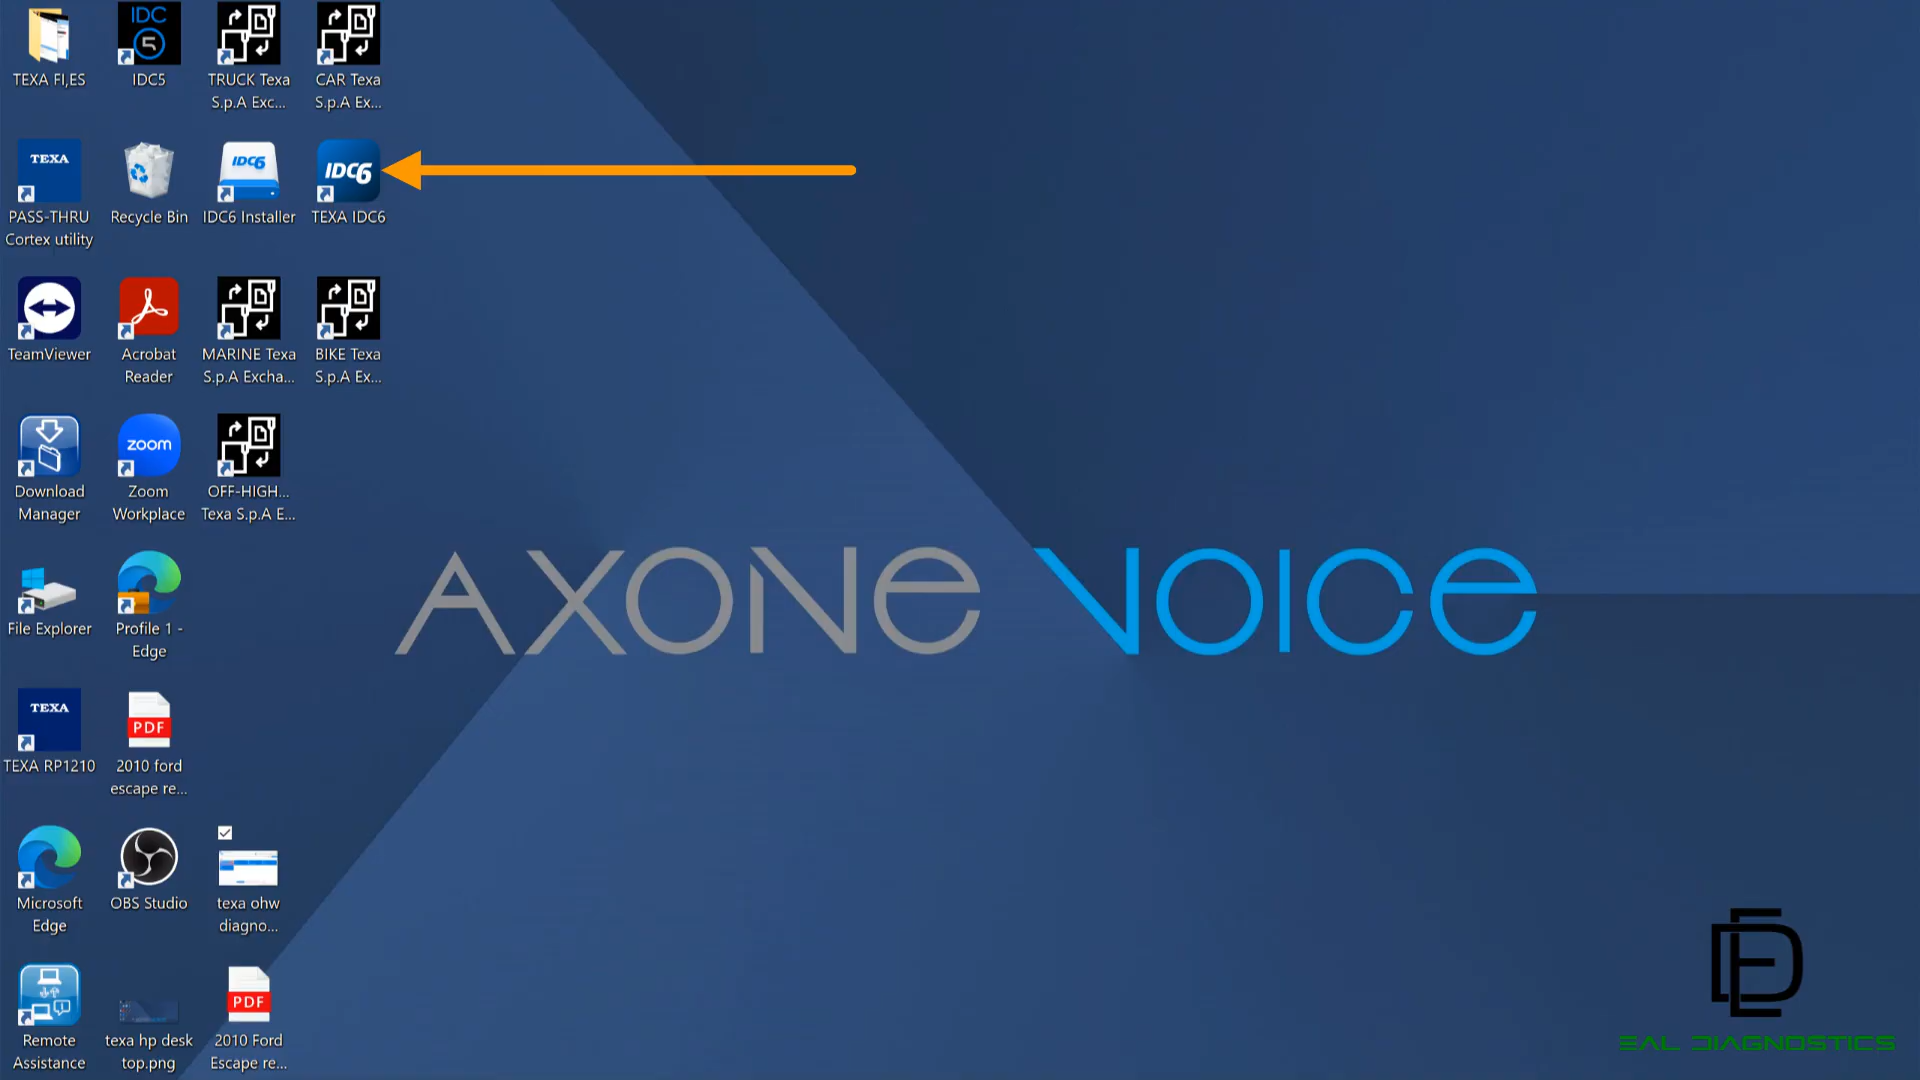 TEXA FI,ES
IDC
5
IDC5
TRUCK Texa
S.p.A Exc...
CAR Texa
S.p.A Ex...
TEXA
PASS-THRU
Cortex utility
Recycle Bin
IDC6
IDC6 Installer
IDC6
TEXA IDC6
TeamViewer
Acrobat
Reader
MARINE Texa
S.p.A Excha...
BIKE Texa
S.p.A Ex...
Download
Manager
zoom
Zoom
Workplace
OFF-HIGH...
Texa S.p.A E...
File Explorer
Profile 1 -
Edge
AXONE VOICE
TEXA
TEXA RP1210
PDF
2010 ford
escape re...
Microsoft
Edge
OBS Studio
texa ohw
diagno...
Remote
Assistance
texa hp desk
top.png
PDF
2010 Ford
Escape re...
ED
EAL DIAGNOSTICS